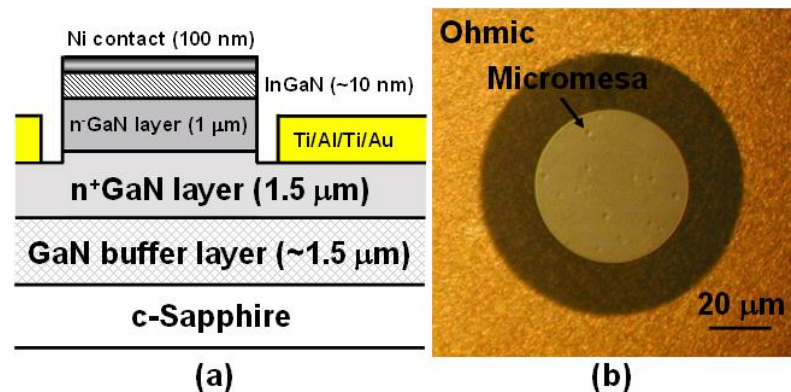 Ni contact (100 nm)
InGaN (~10 nm)
n⁻GaN layer (1 μm)
Ti/Al/Ti/Au
n⁺GaN layer (1.5 μm)
GaN buffer layer (~1.5 μm)
c-Sapphire
(a)
Ohmic
Micromesa
20 μm
(b)